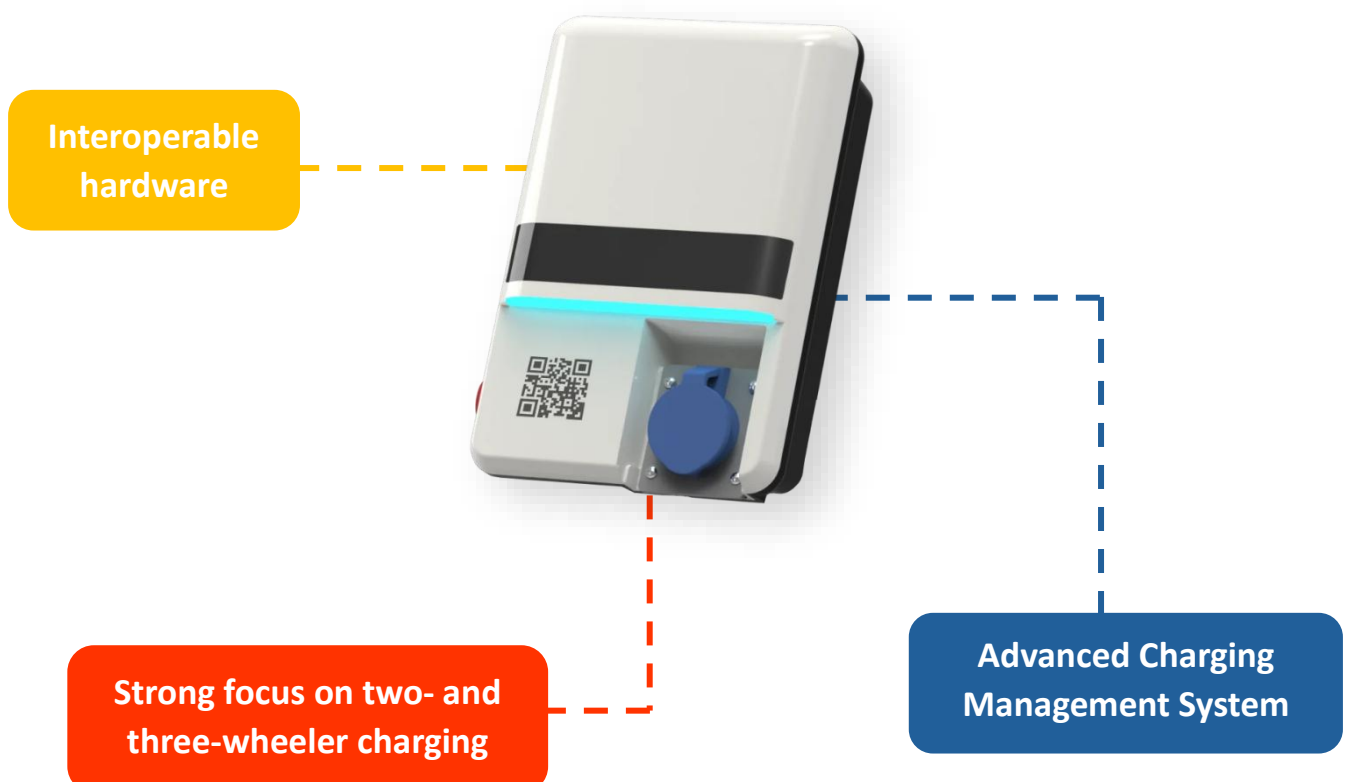 Interoperable
hardware
Strong focus on two- and
three-wheeler charging
Advanced Charging
Management System